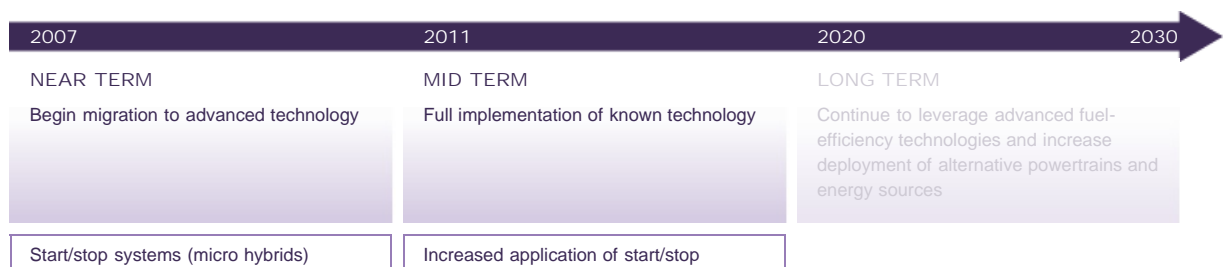 2007 2011 2020 2030
NEAR TERM
Begin migration to advanced technology
MID TERM
Full implementation of known technology
LONG TERM
Continue to leverage advanced fuel-
efficiency technologies and increase
deployment of alternative powertrains and
energy sources
Start/stop systems (micro hybrids)
Increased application of start/stop